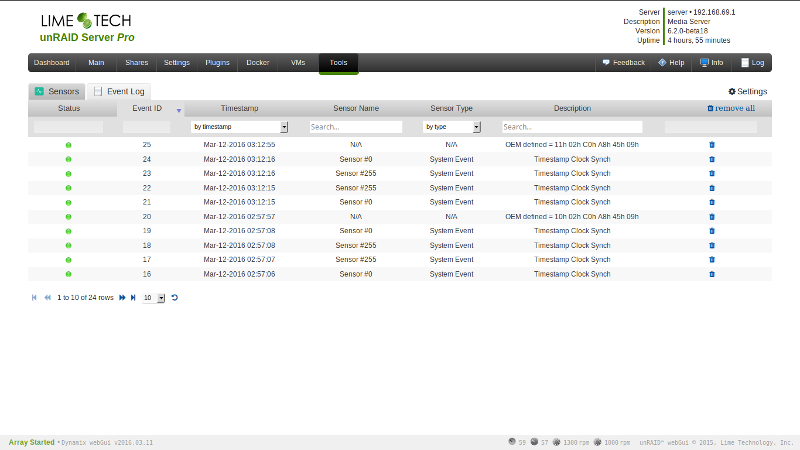 LIME TECH
unRAID Server Pro
Server server • 192.168.69.1
Description Media Server
Version 6.2.0-beta18
Uptime 4 hours, 55 minutes
Dashboard Main Shares Settings Plugins Docker VMs Tools Feedback Help Info Log
Sensors Event Log Settings
Status Event ID Timestamp Sensor Name Sensor Type Description remove all
by timestamp Search... by type Search...
25 Mar-12-2016 03:12:55 N/A N/A OEM defined = 11h 02h C0h A8h 45h 09h
24 Mar-12-2016 03:12:16 Sensor #0 System Event Timestamp Clock Synch
23 Mar-12-2016 03:12:16 Sensor #255 System Event Timestamp Clock Synch
22 Mar-12-2016 03:12:15 Sensor #255 System Event Timestamp Clock Synch
21 Mar-12-2016 03:12:15 Sensor #0 System Event Timestamp Clock Synch
20 Mar-12-2016 02:57:57 N/A N/A OEM defined = 10h 02h C0h A8h 45h 09h
19 Mar-12-2016 02:57:08 Sensor #0 System Event Timestamp Clock Synch
18 Mar-12-2016 02:57:08 Sensor #255 System Event Timestamp Clock Synch
17 Mar-12-2016 02:57:07 Sensor #255 System Event Timestamp Clock Synch
16 Mar-12-2016 02:57:06 Sensor #0 System Event Timestamp Clock Synch
1 to 10 of 24 rows 10
Array Started • Dynamix webGui v2016.03.11 59 57 1300 rpm 1000 rpm unRAID™ webGui © 2015, Lime Technology, Inc.